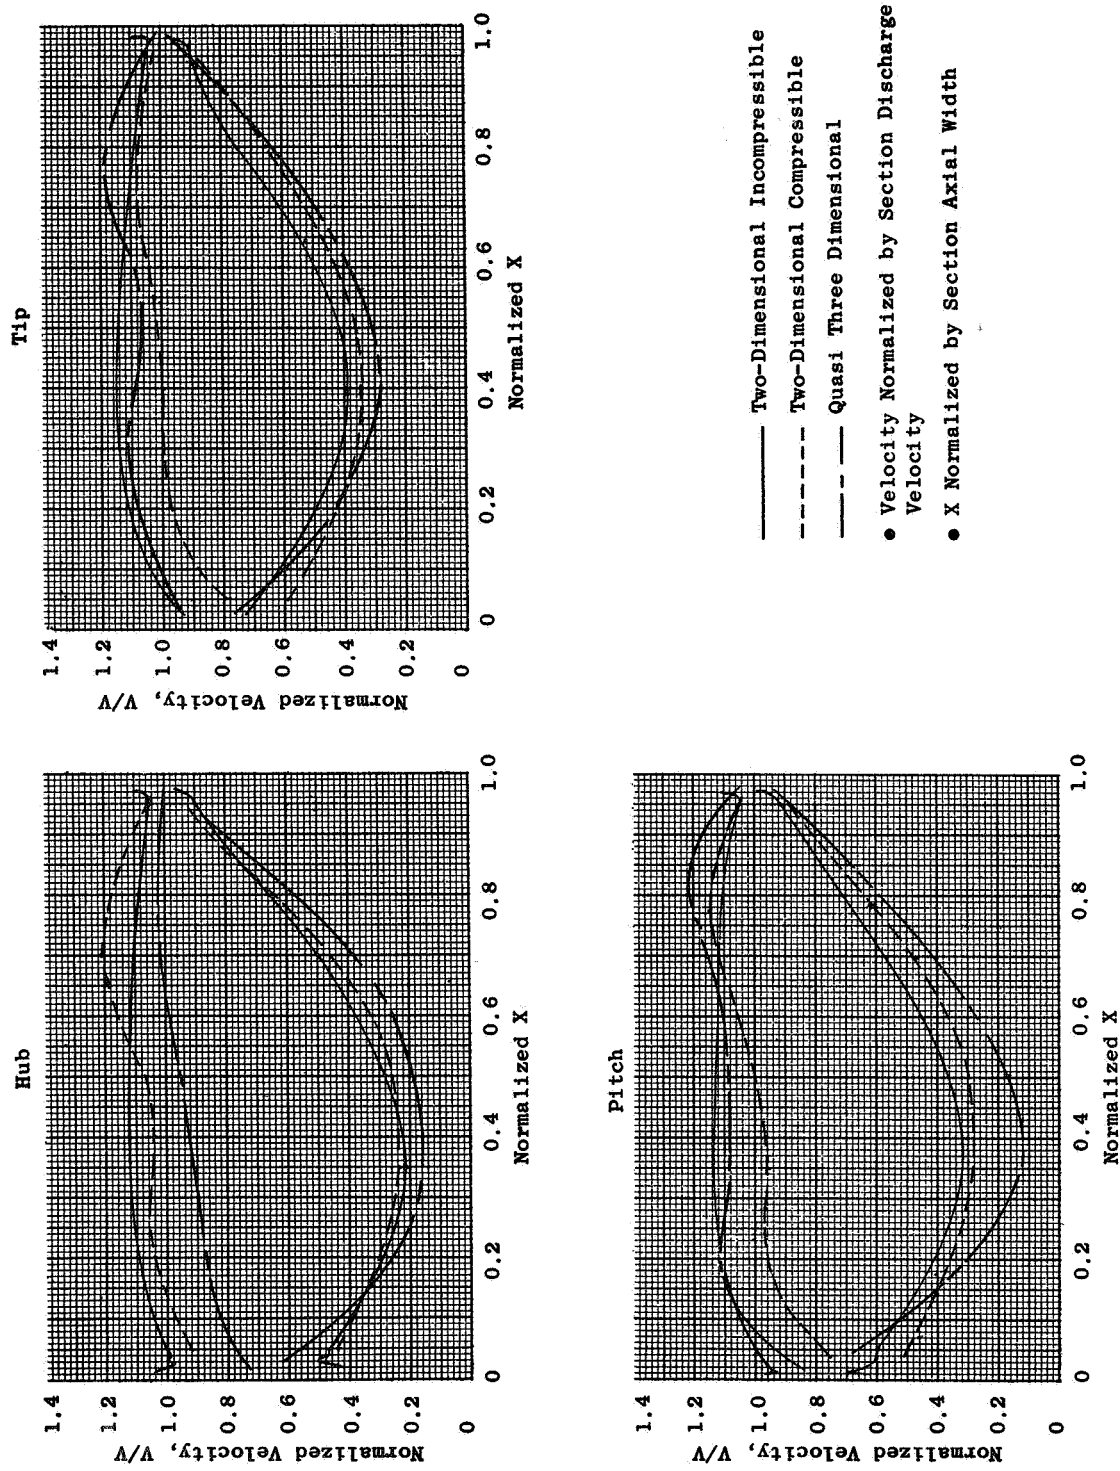 Hub
Normalized Velocity, V/V
1.4
1.2
1.0
0.8
0.6
0.4
0.2
0
0
0.2
0.4
0.6
0.8
1.0
Normalized X
Tip
Normalized Velocity, V/V
1.4
1.2
1.0
0.8
0.6
0.4
0.2
0
0
0.2
0.4
0.6
0.8
1.0
Normalized X
Pitch
Normalized Velocity,
V/V
1.4
1.2
1.0
0.8
0.6
0.4
0.2
0
0
0.2
0.4
0.6
0.8
1.0
Normalized X
Two-Dimensional Incompressible
Two-Dimensional Compressible
Quasi Three Dimensional
● Velocity Normalized by Section Discharge
Velocity
● X Normalized by Section Axial Width